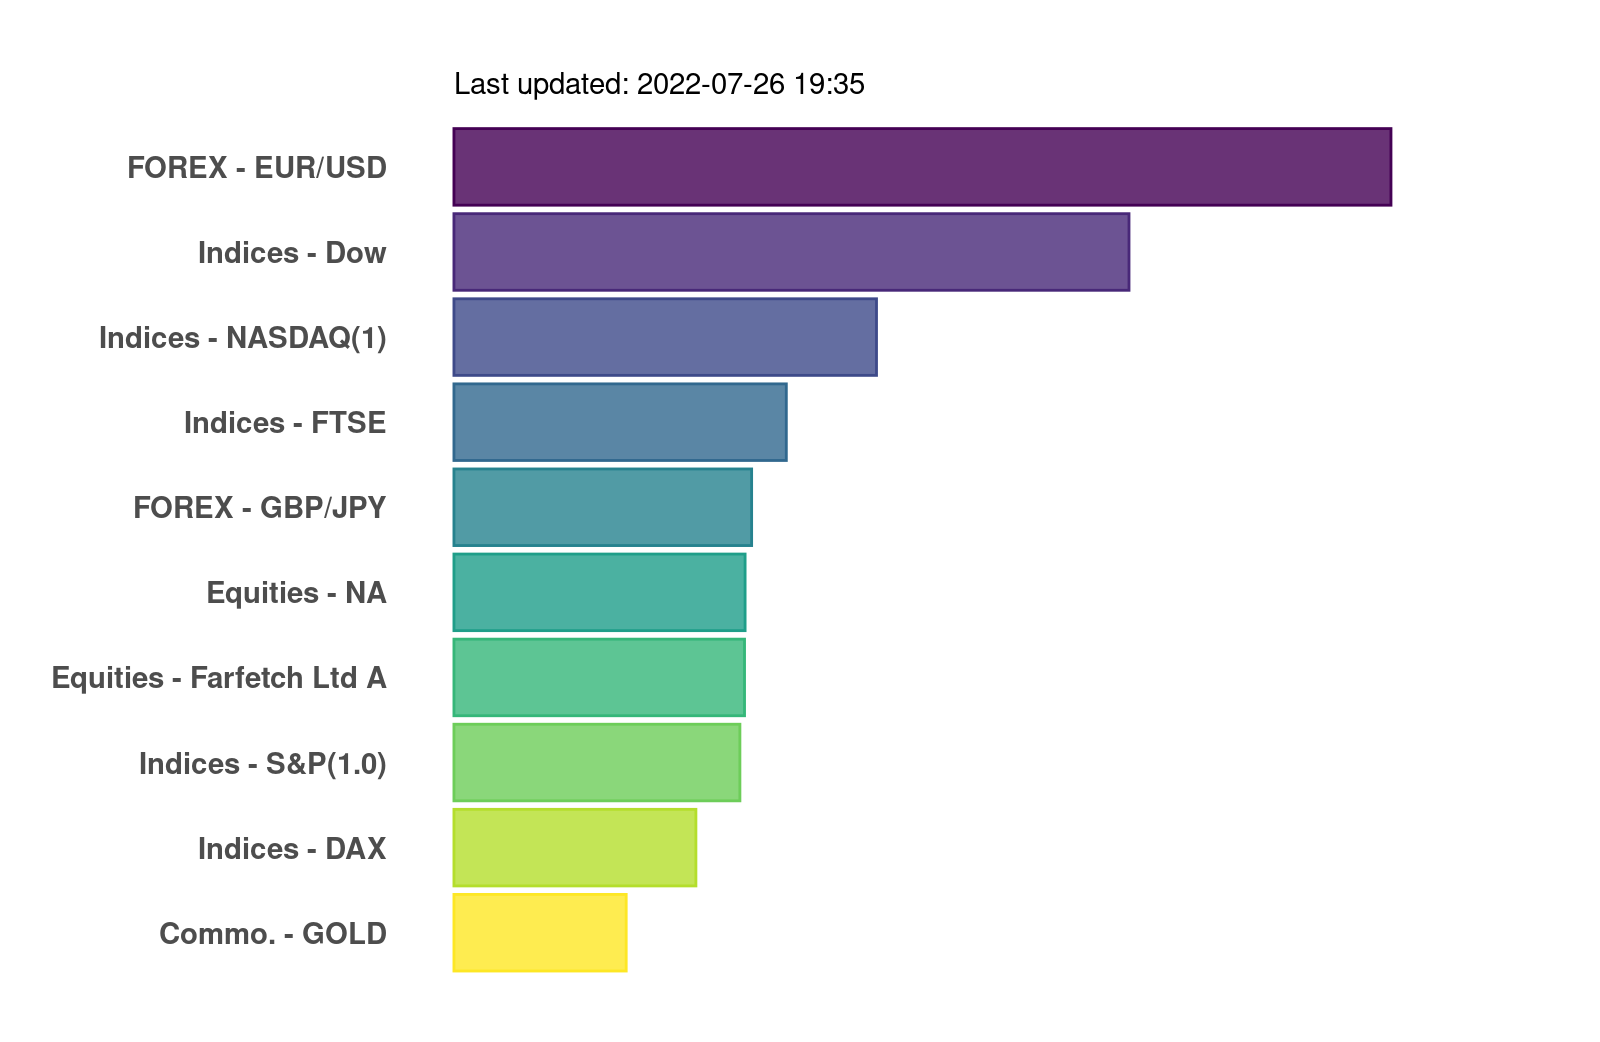 Last updated: 2022-07-26 19:35
FOREX - EUR/USD
Indices - Dow
Indices - NASDAQ(1)
Indices - FTSE
FOREX - GBP/JPY
Equities - NA
Equities - Farfetch Ltd A
Indices - S&P(1.0)
Indices - DAX
Commo. - GOLD